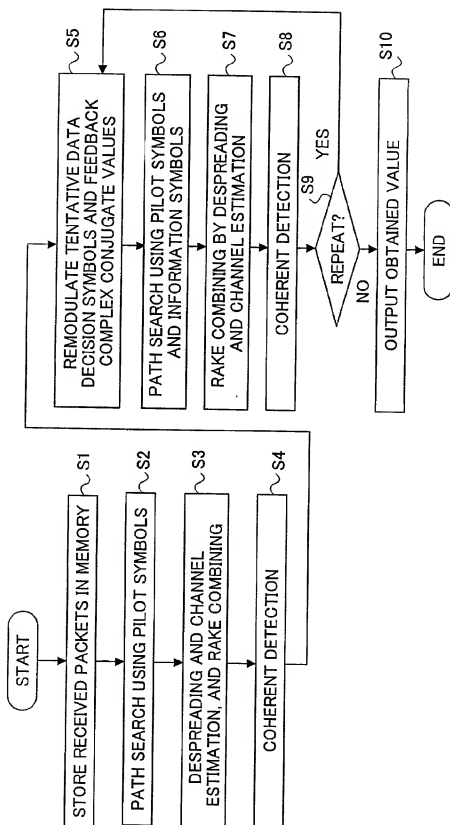 START
STORE RECEIVED PACKETS IN MEMORY
S1
PATH SEARCH USING PILOT SYMBOLS
S2
DESPREADING AND CHANNEL
ESTIMATION, AND RAKE COMBINING
S3
COHERENT DETECTION
S4
REMODULATE TENTATIVE DATA
DECISION SYMBOLS AND FEEDBACK
COMPLEX CONJUGATE VALUES
S5
PATH SEARCH USING PILOT SYMBOLS
AND INFORMATION SYMBOLS
S6
RAKE COMBINING BY DESPREADING
AND CHANNEL ESTIMATION
S7
COHERENT DETECTION
S8
REPEAT?
S9
YES
NO
OUTPUT OBTAINED VALUE
S10
END